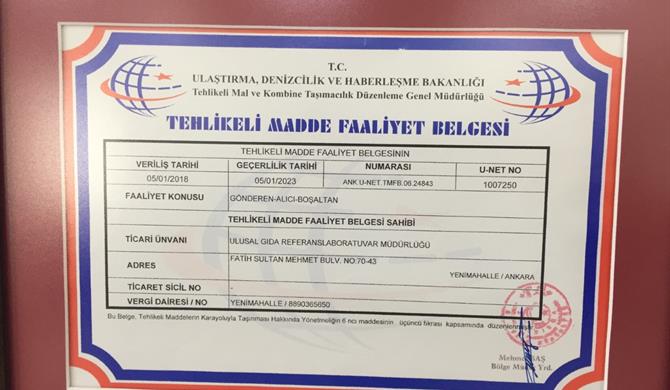 T.C.
ULAŞTIRMA, DENİZCİLİK VE HABERLEŞME BAKANLIĞI
Tehlikeli Mal ve Kombine Taşımacılık Düzenleme Genel Müdürlüğü
TEHLİKELİ MADDE FAALİYET BELGESİ
TEHLİKELİ MADDE FAALİYET BELGESİNİN
VERİLİŞ TARİHİ GEÇERLİLİK TARİHİ NUMARASI U-NET NO
05/01/2018 05/01/2023 ANK.U-NET.TMFB.06.24843 1007250
FAALİYET KONUSU GÖNDEREN-ALICI-BOŞALTAN
TEHLİKELİ MADDE FAALİYET BELGESİ SAHİBİ
TİCARİ ÜNVANI ULUSAL GIDA REFERANSLABORATUVAR MÜDÜRLÜĞÜ
ADRES FATİH SULTAN MEHMET BULV. NO:70-43
YENİMAHALLE / ANKARA
TİCARET SİCİL NO -
VERGİ DAİRESİ / NO YENİMAHALLE / 8890365650
Bu Belge, Tehlikeli Maddelerin Karayoluyla Taşınması Hakkında Yönetmeliğin 6 ncı maddesinin üçüncü fıkrası kapsamında düzenlenmiştir.
Mehmet BAŞ
Bölge Müd. Yrd.